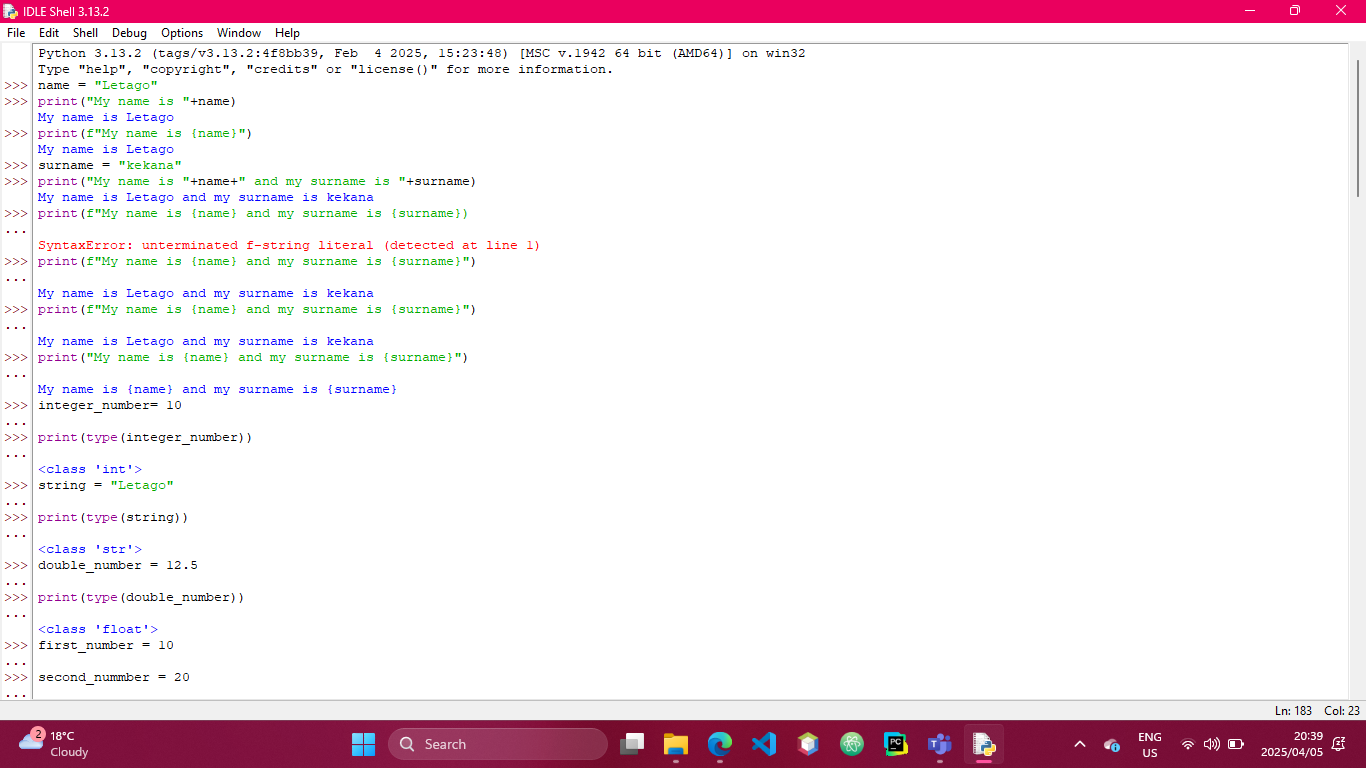 IDLE Shell 3.13.2
File Edit Shell Debug Options Window Help
Python 3.13.2 (tags/v3.13.2:4f8bb39, Feb  4 2025, 15:23:48) [MSC v.1942 64 bit (AMD64)] on win32
Type "help", "copyright", "credits" or "license()" for more information.
>>> name = "Letago"
>>> print("My name is "+name)
My name is Letago
>>> print(f"My name is {name}")
My name is Letago
>>> surname = "kekana"
>>> print("My name is "+name+" and my surname is "+surname)
My name is Letago and my surname is kekana
>>> print(f"My name is {name} and my surname is {surname})
...
SyntaxError: unterminated f-string literal (detected at line 1)
>>> print(f"My name is {name} and my surname is {surname}")
...
My name is Letago and my surname is kekana
>>> print(f"My name is {name} and my surname is {surname}")
...
My name is Letago and my surname is kekana
>>> print("My name is {name} and my surname is {surname}")
...
My name is {name} and my surname is {surname}
>>> integer_number= 10
...
>>> print(type(integer_number))
...
<class 'int'>
>>> string = "Letago"
...
>>> print(type(string))
...
<class 'str'>
>>> double_number = 12.5
...
>>> print(type(double_number))
...
<class 'float'>
>>> first_number = 10
...
>>> second_nummber = 20
...
Ln: 183 Col: 23
2
18°C
Cloudy
Search
PC
ENG
US
20:39
2025/04/05